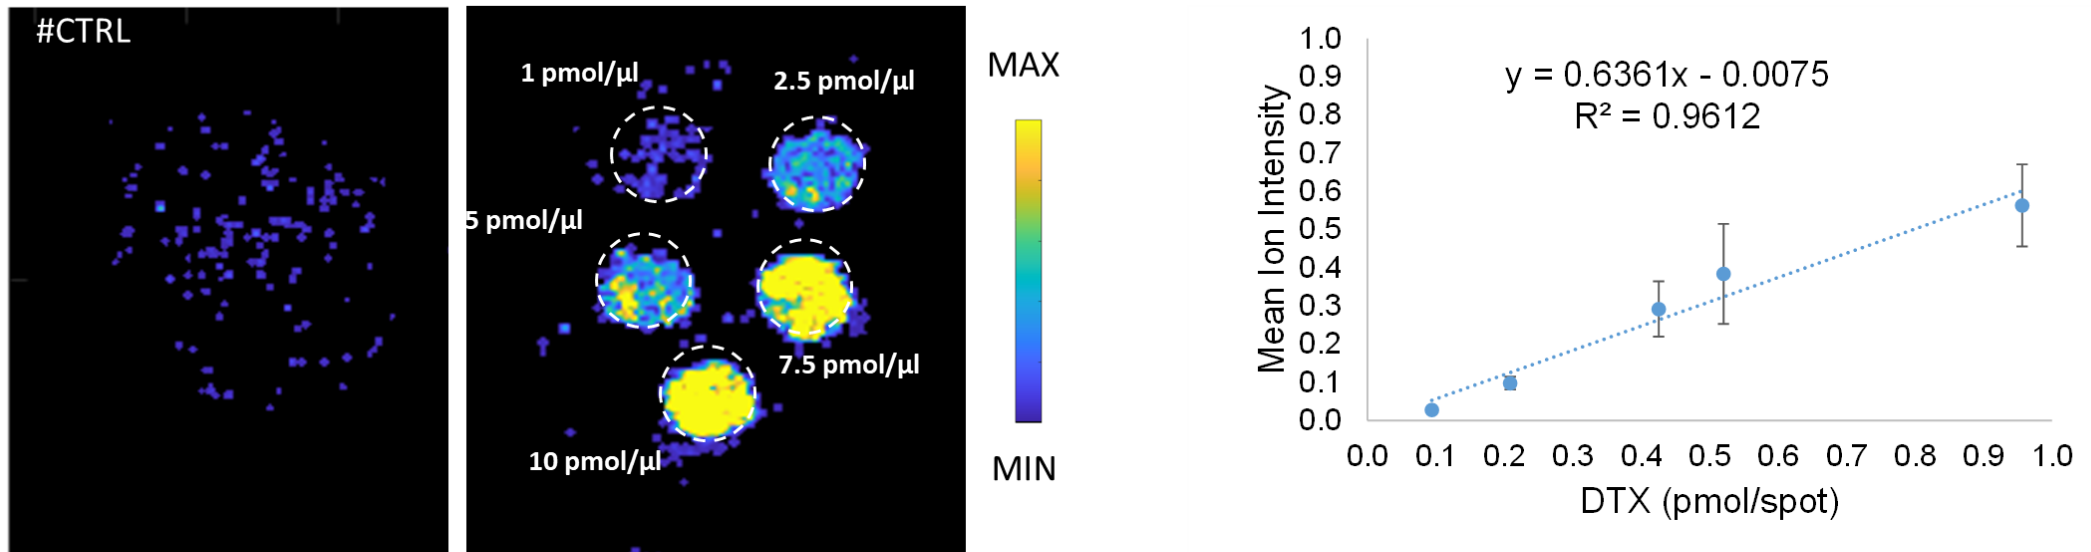 #CTRL
1 pmol/µl
2.5 pmol/µl
5 pmol/µl
7.5 pmol/µl
10 pmol/µl
MAX
MIN
y = 0.6361x - 0.0075
R² = 0.9612
Mean Ion Intensity
1.0
0.9
0.8
0.7
0.6
0.5
0.4
0.3
0.2
0.1
0.0
0.0 0.1 0.2 0.3 0.4 0.5 0.6 0.7 0.8 0.9 1.0
DTX (pmol/spot)